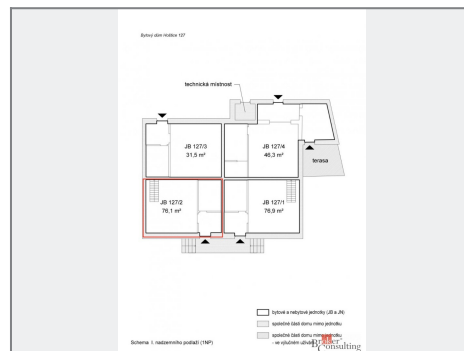 Bytový dům Hoštice 127
technická místnost
JB 127/3
31,5 m²
JB 127/4
46,3 m²
terasa
JB 127/2
76,1 m²
JB 127/1
76,9 m²
bytové a nebytové jednotky (JB a JN)
společné části domu mimo jednotku
společné části domu mimo jednotku
- ve výlučném užívání
Schema 1. nadzemního podlaží (1NP)
Consulting